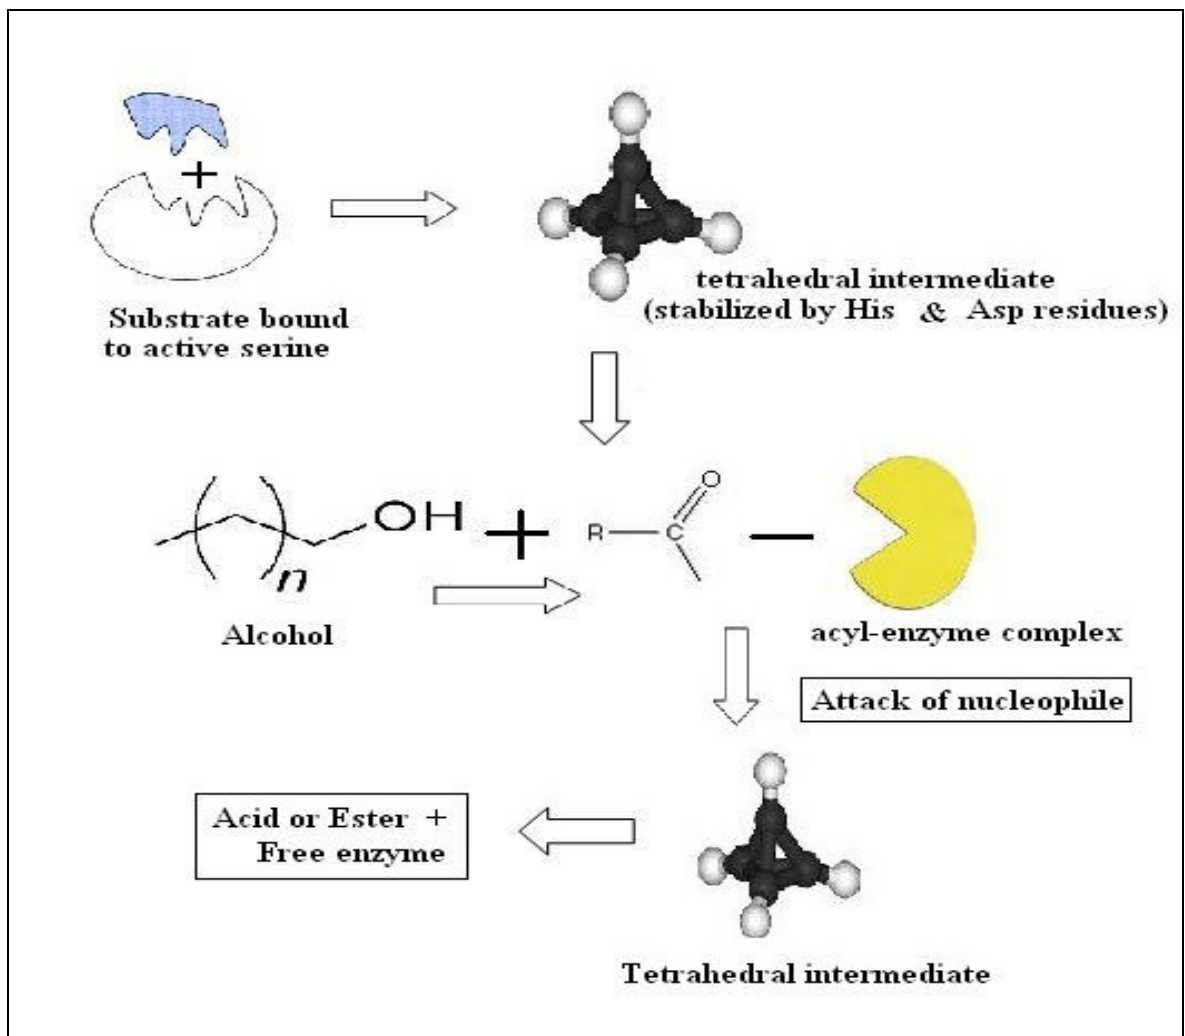 +
Substrate bound
to active serine
tetrahedral intermediate
(stabilized by His & Asp residues)
OH
n
Alcohol
+
R
C
O
acyl-enzyme complex
Attack of nucleophile
Acid or Ester +
Free enzyme
Tetrahedral intermediate